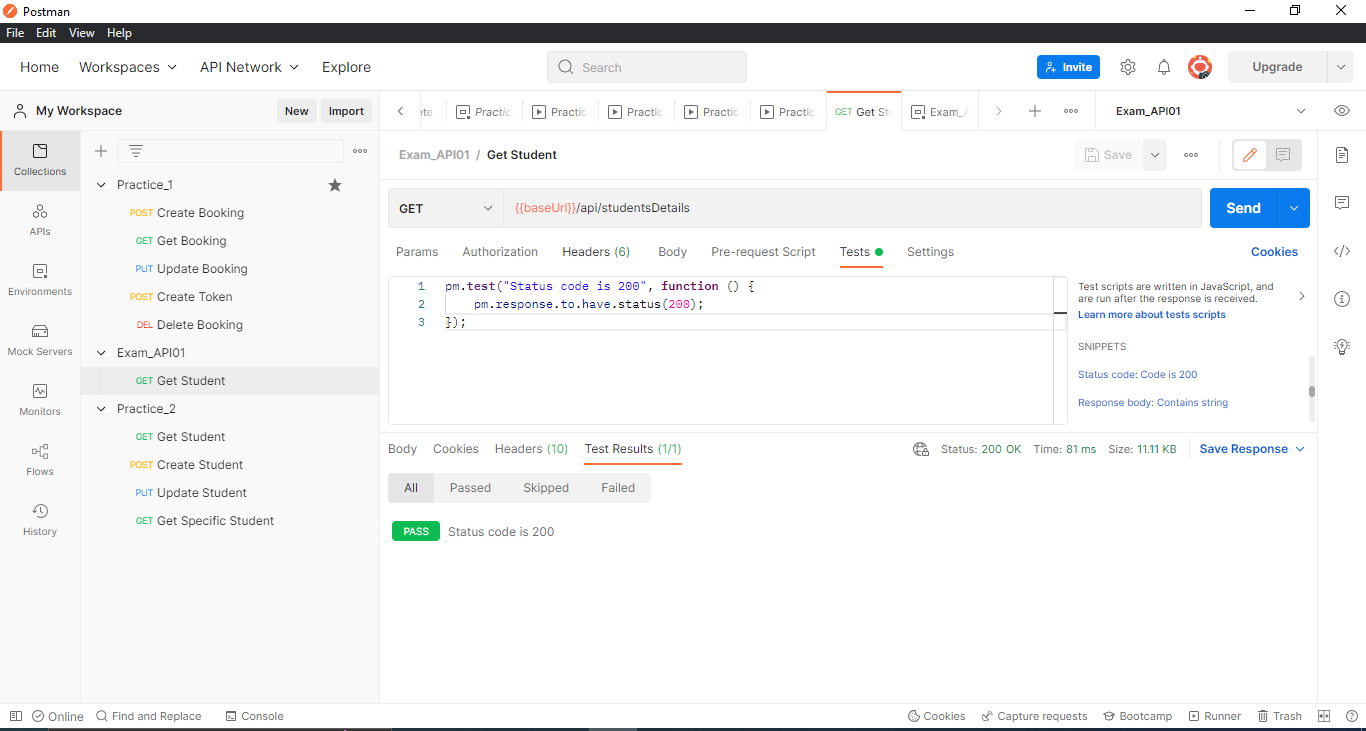 Postman
File Edit View Help
Home Workspaces API Network Explore Search Invite Upgrade
My Workspace New Import
Practic Practic Practic Practic Practic GET Get St Exam_A Exam_API01
Collections
APIs
Environments
Mock Servers
Monitors
Flows
History
Practice_1
POST Create Booking
GET Get Booking
PUT Update Booking
POST Create Token
DEL Delete Booking
Exam_API01
GET Get Student
Practice_2
GET Get Student
POST Create Student
PUT Update Student
GET Get Specific Student
Exam_API01 / Get Student Save
GET {{baseUrl}}/api/studentsDetails Send
Params Authorization Headers (6) Body Pre-request Script Tests Settings Cookies
1 pm.test("Status code is 200", function () {
2 pm.response.to.have.status(200);
3 });
Test scripts are written in JavaScript, and
are run after the response is received.
Learn more about tests scripts
SNIPPETS
Status code: Code is 200
Response body: Contains string
Body Cookies Headers (10) Test Results (1/1) Status: 200 OK Time: 81 ms Size: 11.11 KB Save Response
All Passed Skipped Failed
PASS Status code is 200
Online Find and Replace Console Cookies Capture requests Bootcamp Runner Trash